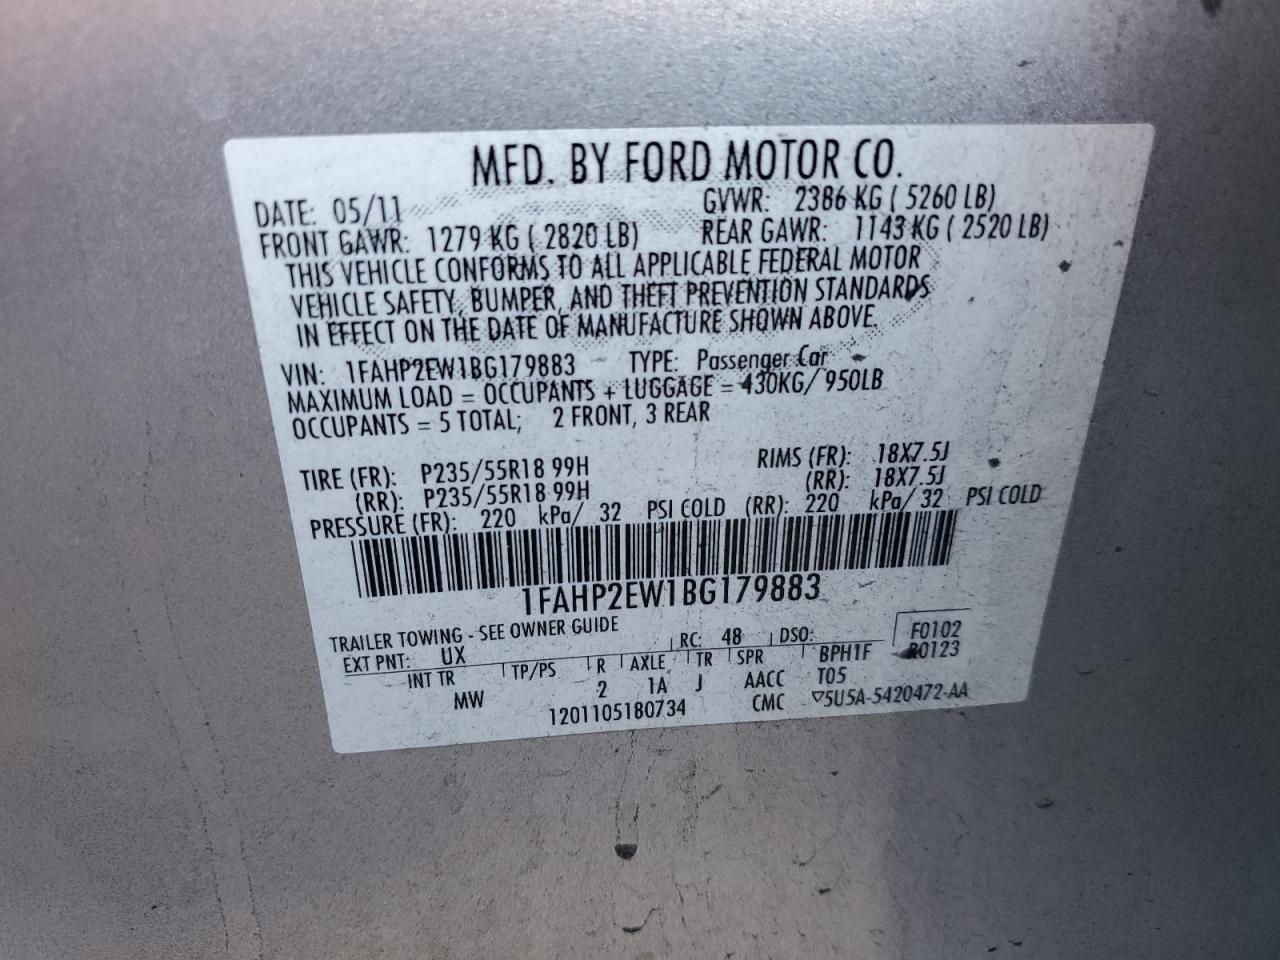 MFD. BY FORD MOTOR CO.
DATE: 05/11 GVWR: 2386 KG ( 5260 LB)
FRONT GAWR: 1279 KG ( 2820 LB) REAR GAWR: 1143 KG ( 2520 LB)
THIS VEHICLE CONFORMS TO ALL APPLICABLE FEDERAL MOTOR
VEHICLE SAFETY, BUMPER, AND THEFT PREVENTION STANDARDS
IN EFFECT ON THE DATE OF MANUFACTURE SHOWN ABOVE.
VIN: 1FAHP2EW1BG179883 TYPE: Passenger Car
MAXIMUM LOAD = OCCUPANTS + LUGGAGE = 430KG/ 950LB
OCCUPANTS = 5 TOTAL; 2 FRONT, 3 REAR
TIRE (FR): P235/55R18 99H RIMS (FR): 18X7.5J
(RR): P235/55R18 99H (RR): 18X7.5J
PRESSURE (FR): 220 kPa/ 32 PSI COLD (RR): 220 kPa/ 32 PSI COLD
1FAHP2EW1BG179883
TRAILER TOWING - SEE OWNER GUIDE
F0102
EXT PNT: UX RC: 48 DSO: R0123
INT TR TP/PS R AXLE TR SPR BPH1F
MW 2 1A J AACC T05
1201105180734 CMC ▽5U5A-5420472-AA